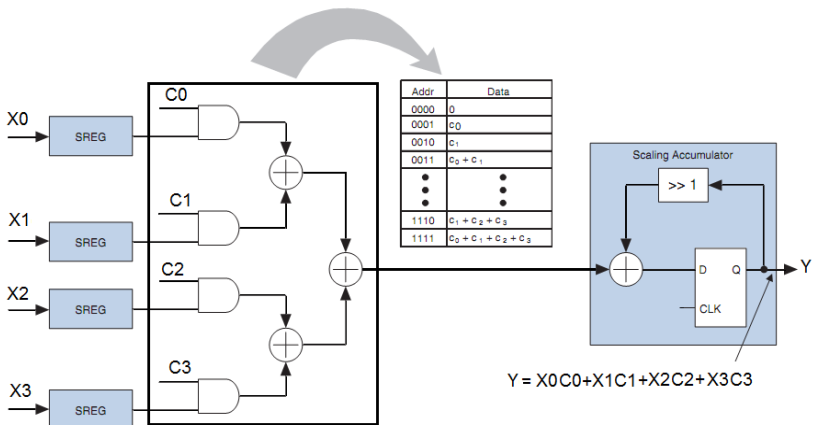 X0
SREG
X1
SREG
X2
SREG
X3
SREG
C0
C1
C2
C3
Addr Data
0000 0
0001 c0
0010 c1
0011 c0 + c1
1110 c1 + c2 + c3
1111 c0 + c1 + c2 + c3
Scaling Accumulator
>> 1
D Q
CLK
Y
Y = X0C0+X1C1+X2C2+X3C3